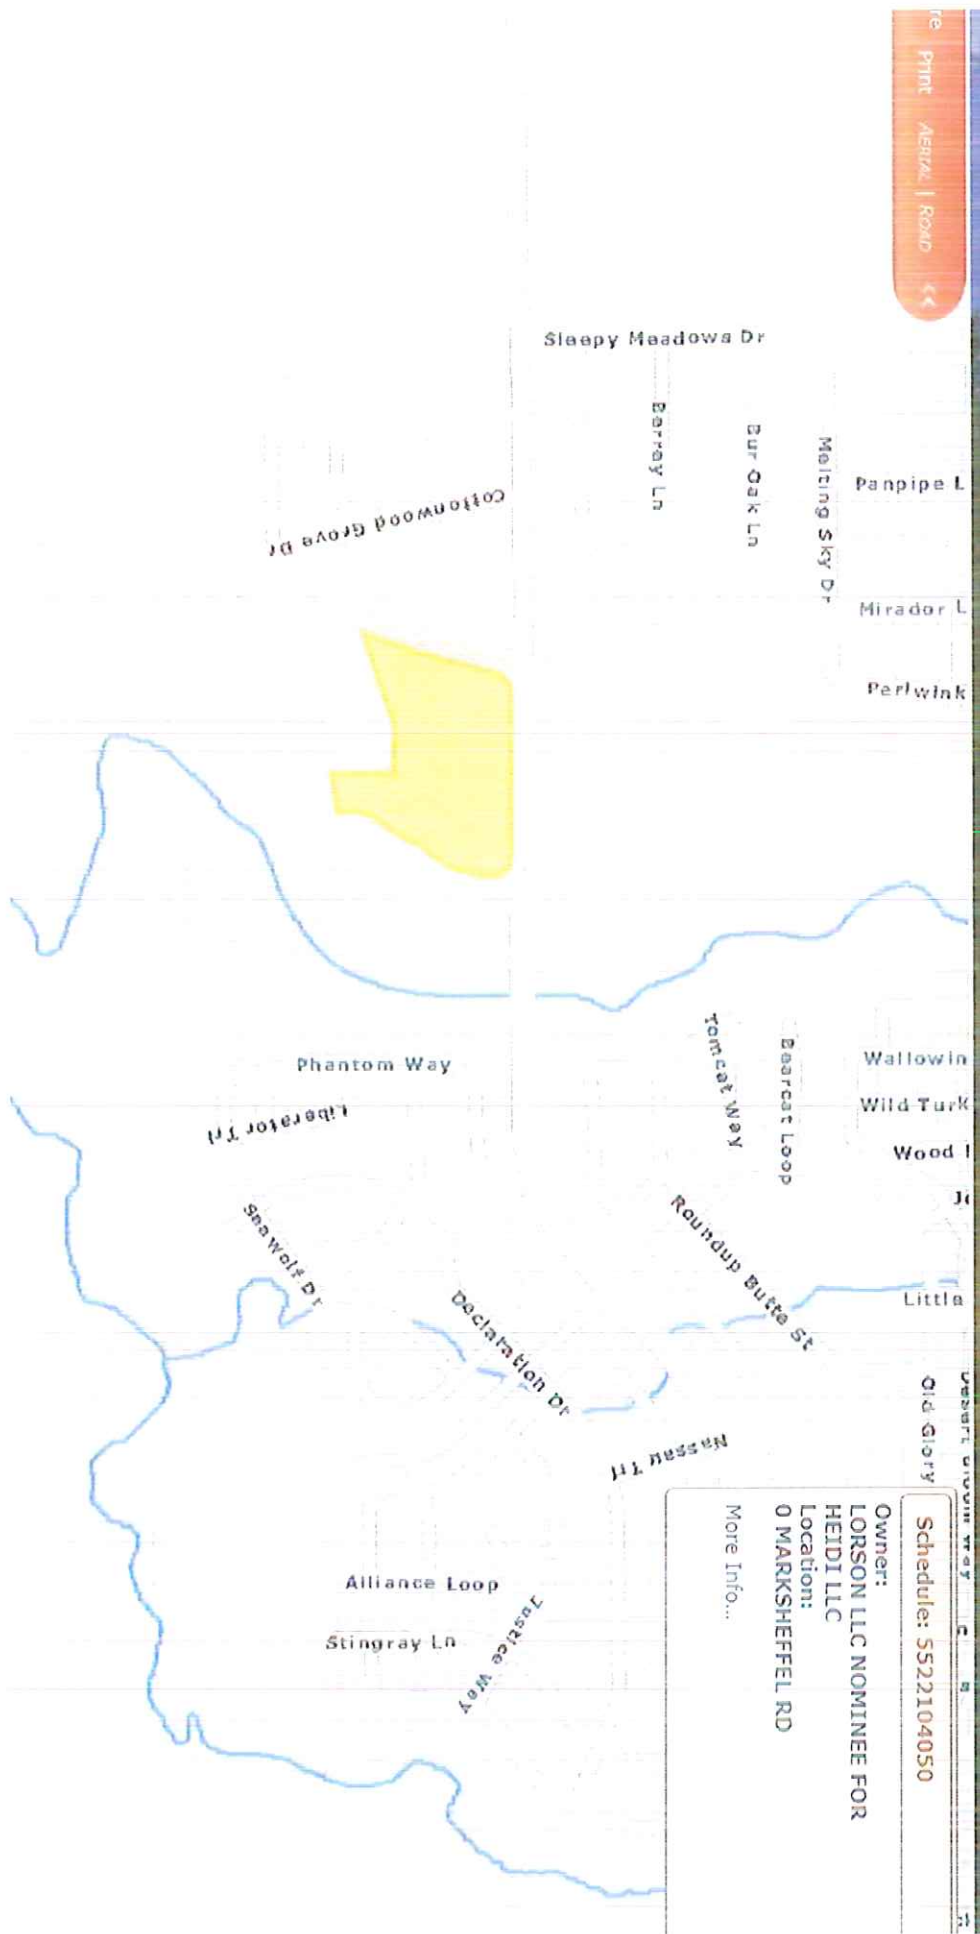 re Print AERIAL | ROAD <<
Sleepy Meadows Dr
Barray Ln
Bur Oak Ln
Melting Sky Dr
Panpipe L
Mirador L
Periwink
Cottonwood Grove Dr
Phantom Way
Liberator Trl
Seawolf Dr
Tomcat Way
Bearcat Loop
Wallowin
Wild Turk
Wood
Roundup Butte St
Little
Declaration Dr
Nassau Trl
Old Glory
Alliance Loop
Stingray Ln
Justice Way
Schedule: 5522104050
Owner:
LORSON LLC NOMINEE FOR
HEIDI LLC
Location:
0 MARKSHEFFEL RD
More Info...